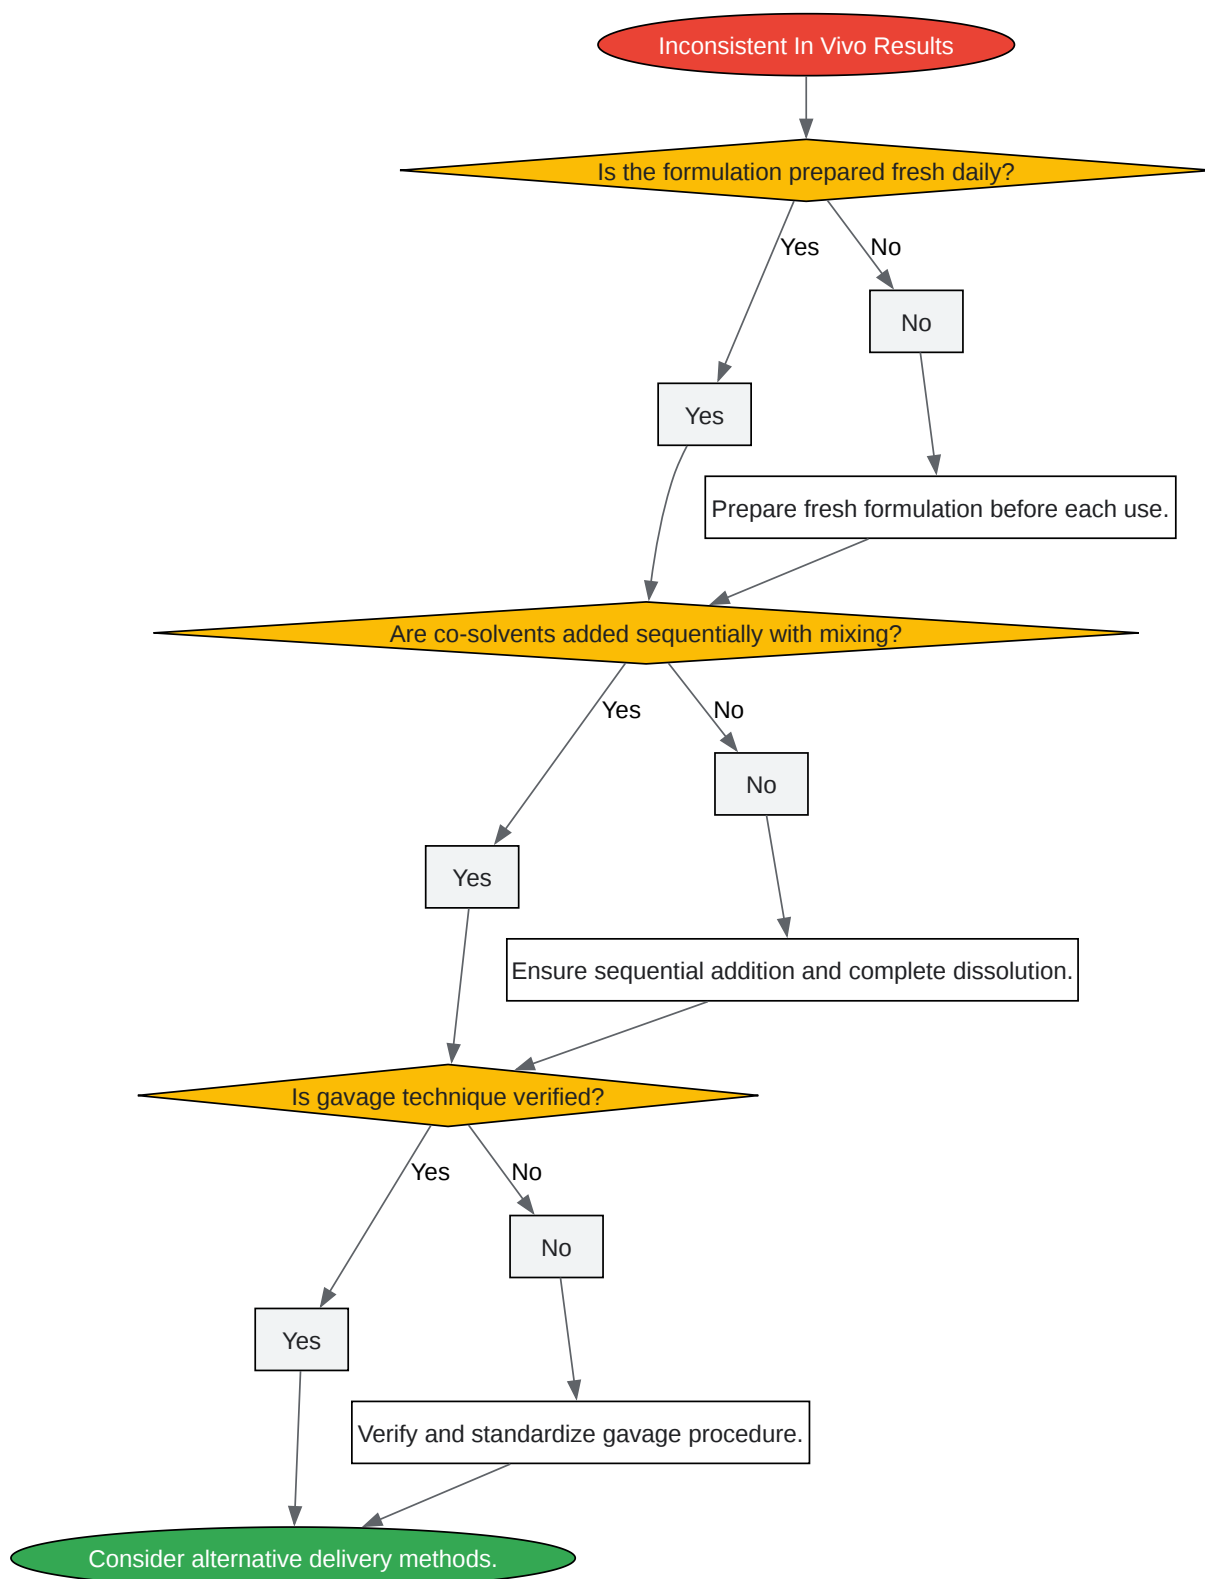 Inconsistent In Vivo Results
Is the formulation prepared fresh daily?
Yes
No
No
Yes
Prepare fresh formulation before each use.
Are co-solvents added sequentially with mixing?
Yes
No
No
Yes
Ensure sequential addition and complete dissolution.
Is gavage technique verified?
Yes
No
No
Yes
Verify and standardize gavage procedure.
Consider alternative delivery methods.